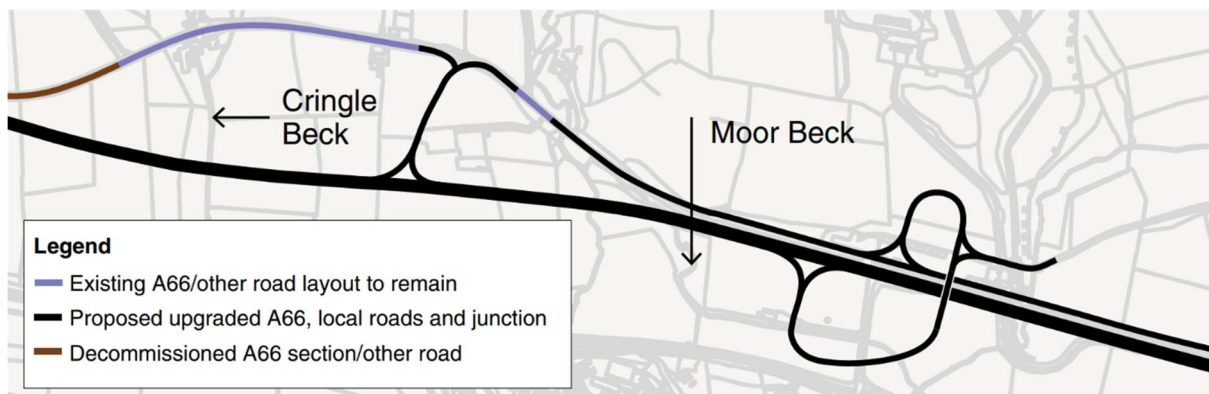 Cringle
Beck
Moor Beck
Legend
Existing A66/other road layout to remain
Proposed upgraded A66, local roads and junction
Decommissioned A66 section/other road